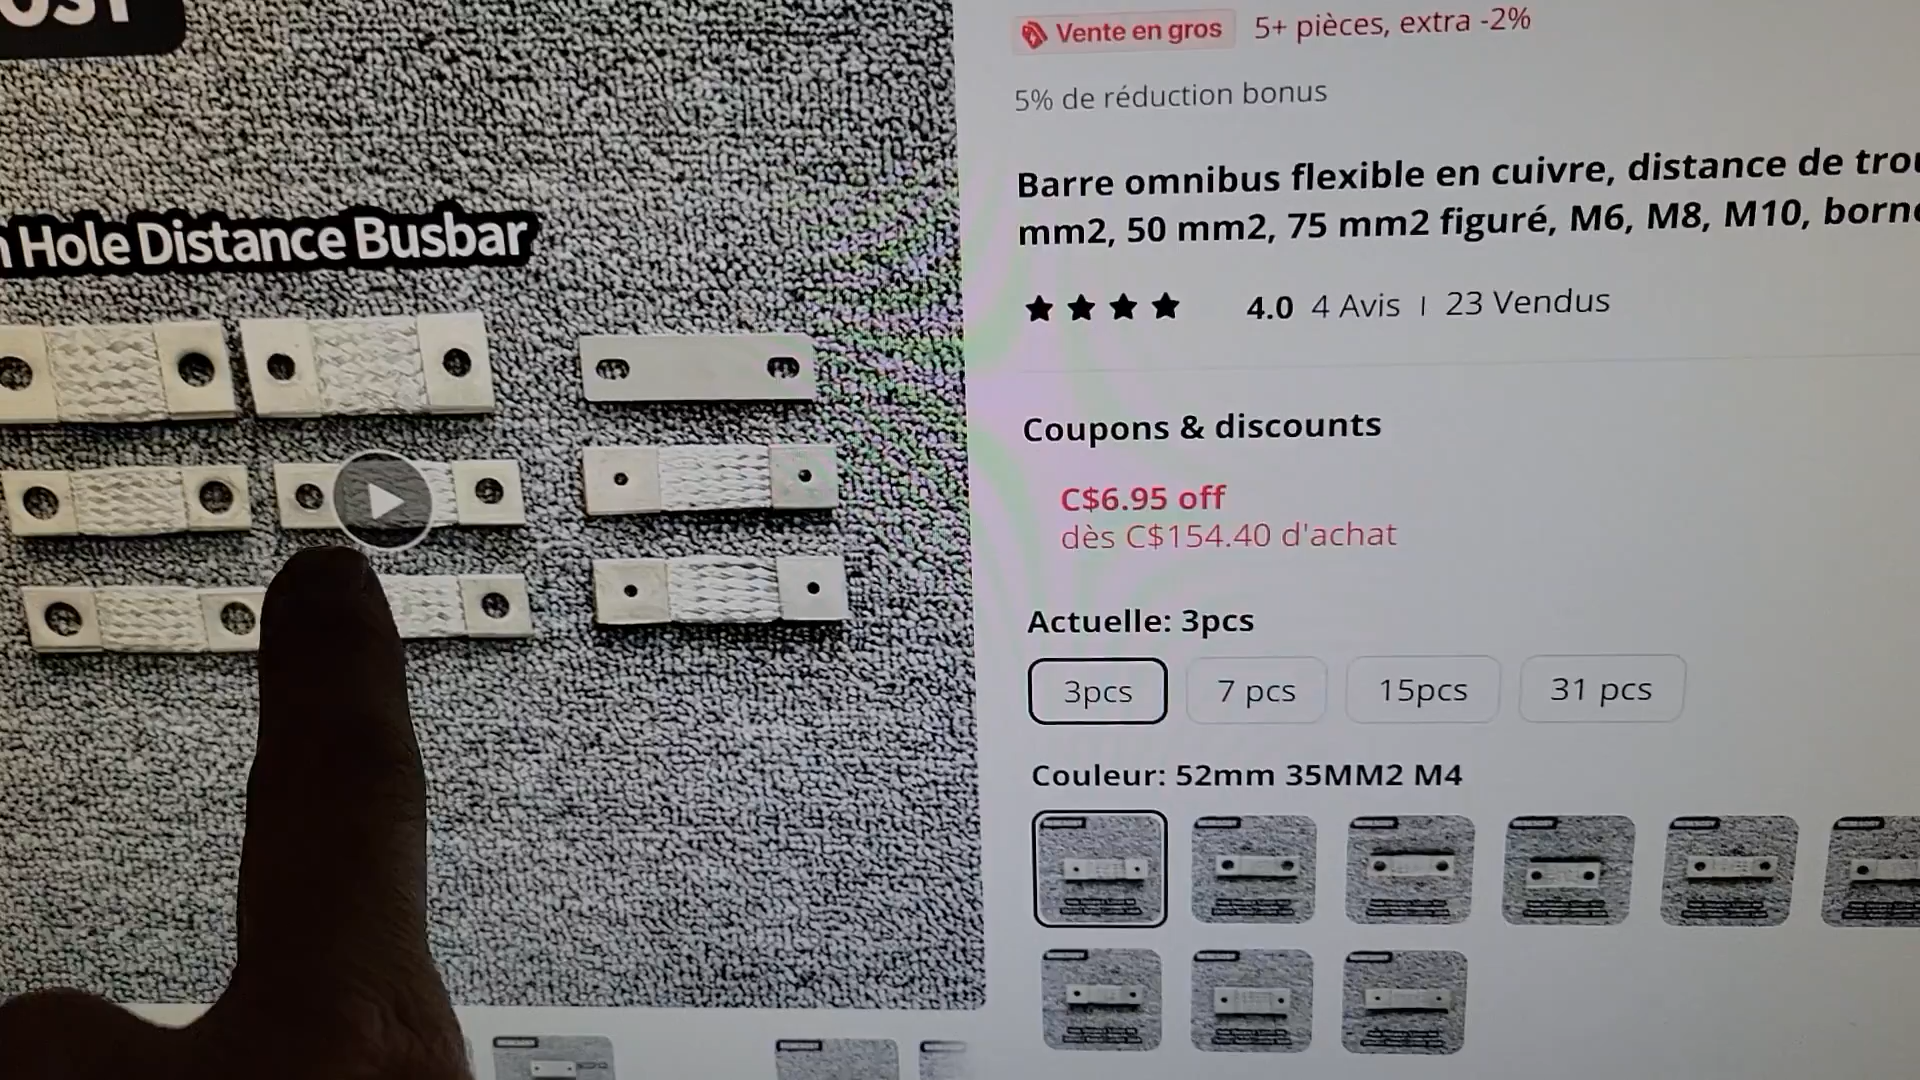 Hole Distance Busbar
Vente en gros 5+ pièces, extra -2%
5% de réduction bonus
Barre omnibus flexible en cuivre, distance de
mm2, 50 mm2, 75 mm2 figuré, M6, M8, M10,
4.0 4 Avis | 23 Vendus
Coupons & discounts
C$6.95 off
dès C$154.40 d'achat
Actuelle: 3pcs
3pcs 7 pcs 15pcs 31 pcs
Couleur: 52mm 35MM2 M4